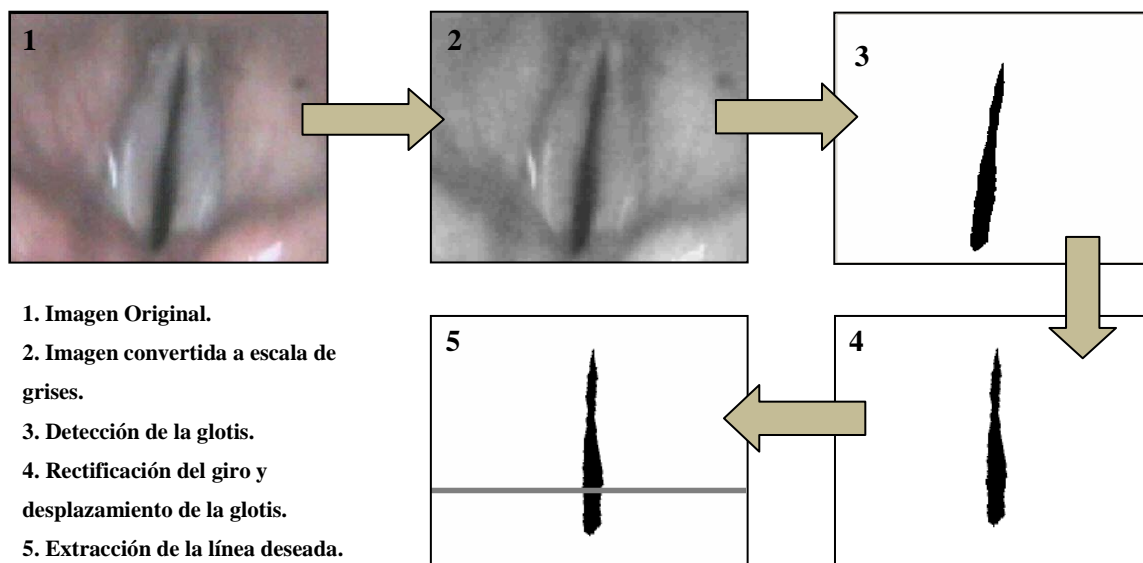 1
2
3
1. Imagen Original.
2. Imagen convertida a escala de
grises.
3. Detección de la glotis.
4. Rectificación del giro y
desplazamiento de la glotis.
5. Extracción de la línea deseada.
5
4